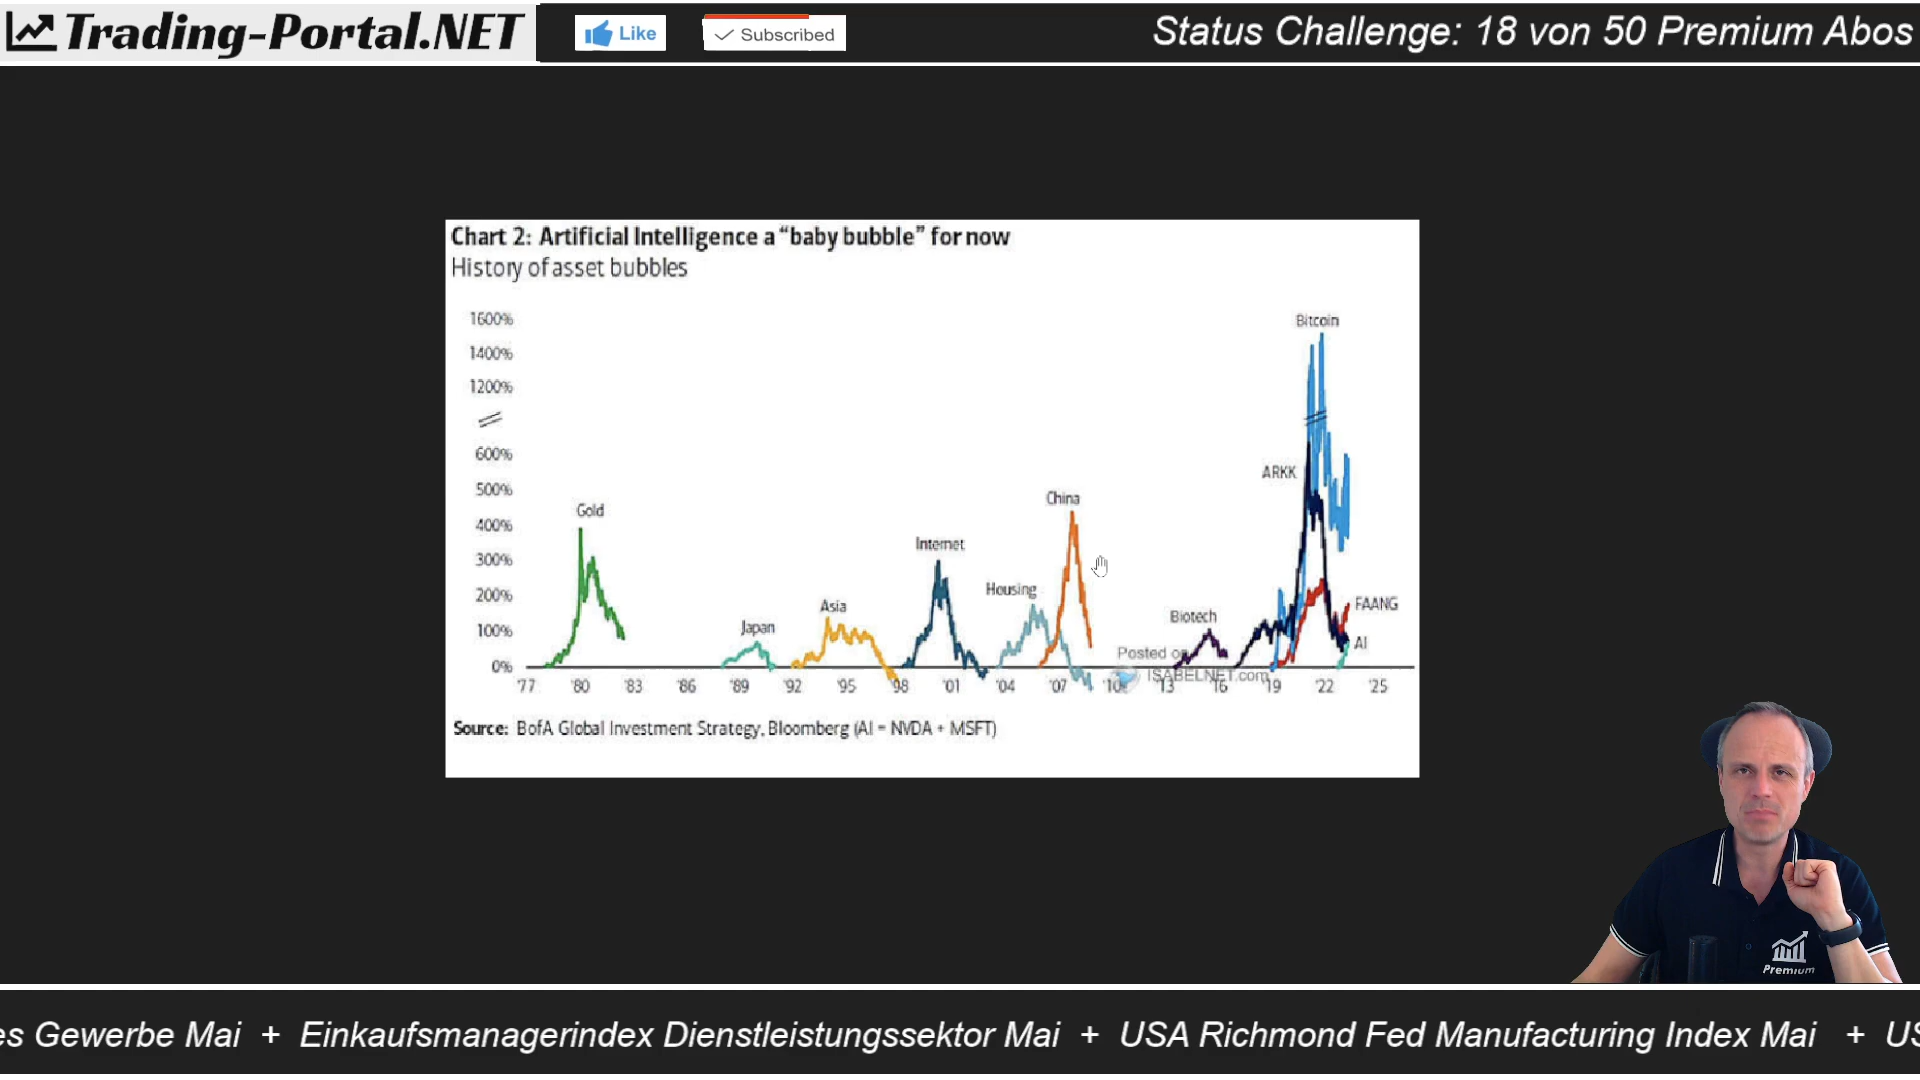 Trading-Portal.NET
Like
Subscribed
Status Challenge: 18 von 50 Premium Abos
Chart 2: Artificial Intelligence a “baby bubble” for now
History of asset bubbles
1600%
1400%
1200%
600%
500%
400%
300%
200%
100%
0%
Gold
Japan
Asia
Internet
Housing
China
Biotech
ARKK
Bitcoin
FAANG
AI
'77 '80 '83 '86 '89 '92 '95 '98 '01 '04 '07 '10 '13 '16 '19 '22 '25
Posted on
ISABELNET.com
Source: BofA Global Investment Strategy, Bloomberg (AI = NVDA + MSFT)
Premium
es Gewerbe Mai + Einkaufsmanagerindex Dienstleistungssektor Mai + USA Richmond Fed Manufacturing Index Mai + US